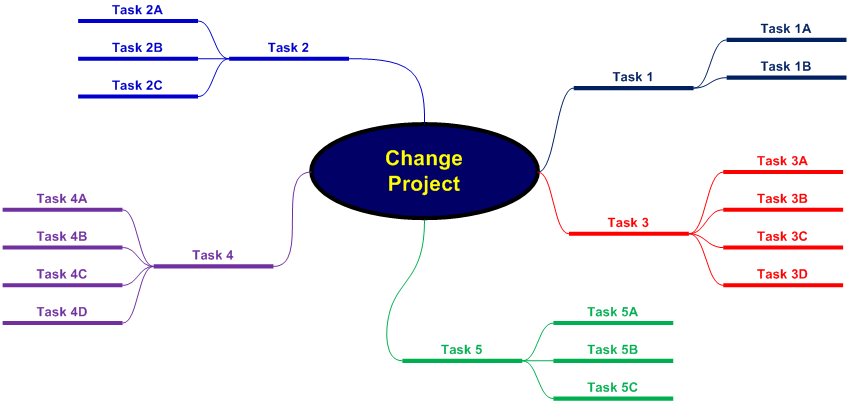 Change
Project
Task 1
Task 1A
Task 1B
Task 2
Task 2A
Task 2B
Task 2C
Task 3
Task 3A
Task 3B
Task 3C
Task 3D
Task 4
Task 4A
Task 4B
Task 4C
Task 4D
Task 5
Task 5A
Task 5B
Task 5C